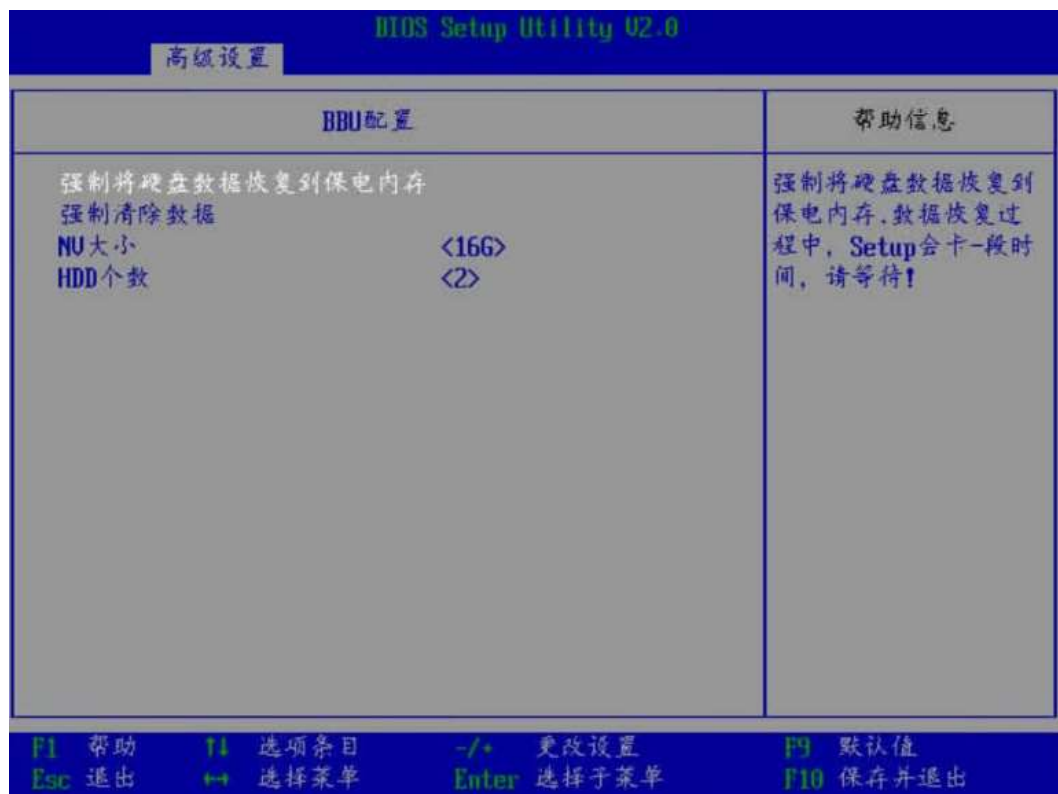 BIOS Setup Utility V2.0
高级设置
BBU配置
帮助信息
强制将硬盘数据恢复到保电内存
强制清除数据
NV大小 <16G>
HDD个数 <2>
强制将硬盘数据恢复到
保电内存.数据恢复过
程中, Setup会卡一段时
间, 请等待!
F1 帮助 ↑↓ 选项条目 -/+ 更改设置 F9 默认值
Esc 退出 ←→ 选择菜单 Enter 选择子菜单 F10 保存并退出